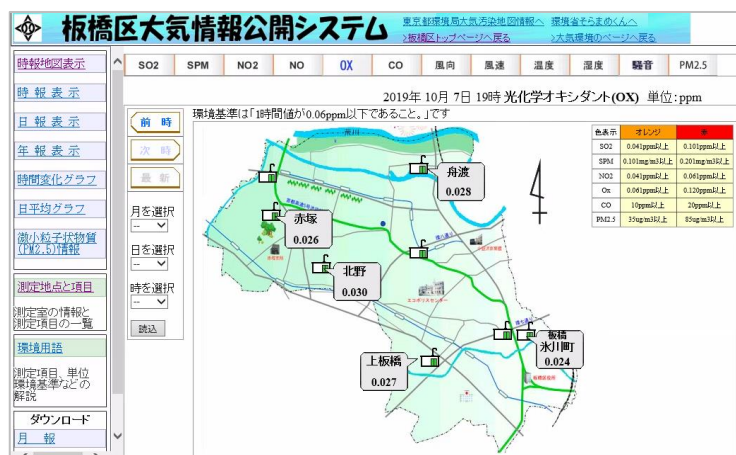 板橋区大気情報公開システム
東京都環境局大気汚染地図情報へ 環境省そらまめくんへ
>板橋区トップページへ戻る >大気環境のページへ戻る
時報地図表示
時 報 表 示
日 報 表 示
年 報 表 示
時間変化グラフ
日平均グラフ
微小粒子状物質
(PM2.5)情報
測定地点と項目
測定室の情報と
測定項目の一覧
環境用語
測定項目、単位
環境基準などの
解説
ダウンロード
月 報
SO2 SPM NO2 NO OX CO 風向 風速 温度 湿度 騒音 PM2.5
2019年 10月 7日 19時 光化学オキシダント(OX) 単位:ppm
環境基準は「1時間値が0.06ppm以下であること。」です
前 時
次 時
最 新
月を選択
--
日を選択
--
時を選択
--
読込
舟渡
0.028
赤塚
0.026
北野
0.030
エコポリスセンター
板橋
氷川町
0.024
上板橋
0.027
板橋区役所
色表示 オレンジ 赤
SO2 0.041ppm以上 0.101ppm以上
SPM 0.101mg/m3以上 0.201mg/m3以上
NO2 0.041ppm以上 0.061ppm以上
Ox 0.061ppm以上 0.120ppm以上
CO 10ppm以上 20ppm以上
PM2.5 35ug/m3以上 85ug/m3以上